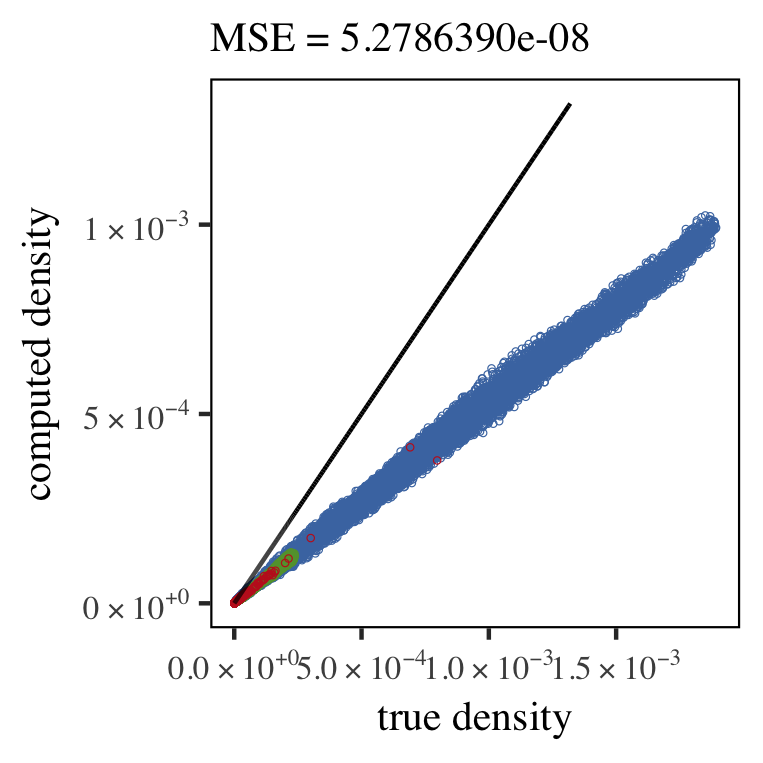 MSE = 5.2786390e-08
computed density
1 × 10⁻³
5 × 10⁻⁴
0 × 10⁺⁰
0.0 × 10⁺⁰ 5.0 × 10⁻⁴ 1.0 × 10⁻³ 1.5 × 10⁻³
true density